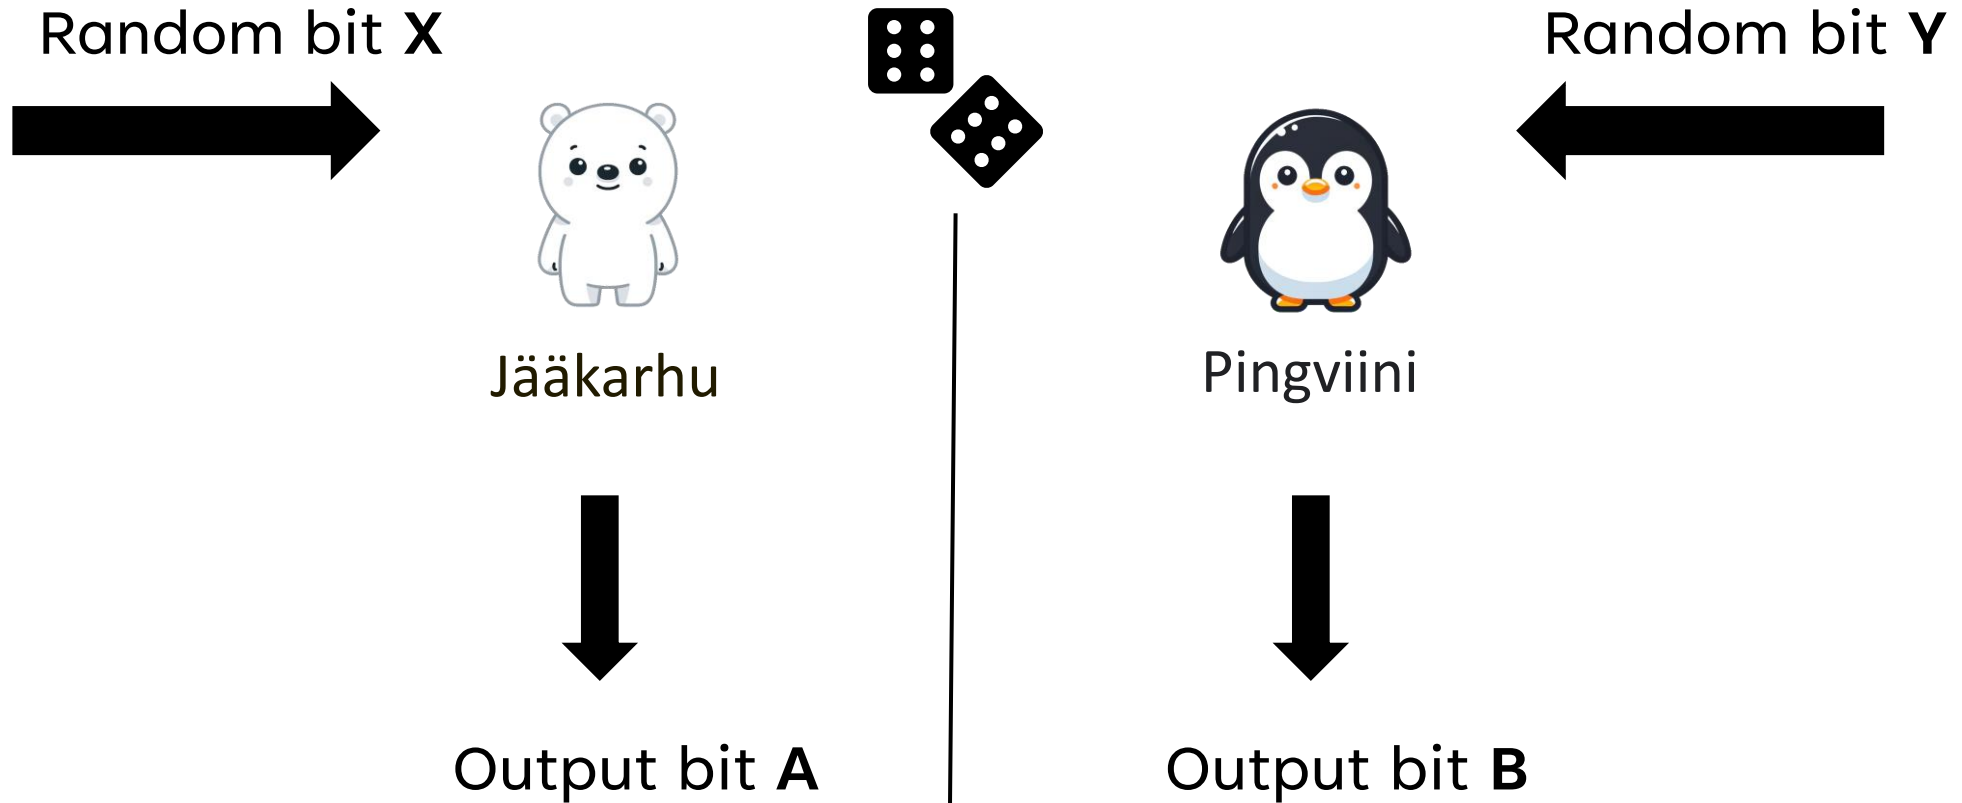 Random bit X
Random bit Y
Jääkarhu
Pingviini
Output bit A
Output bit B